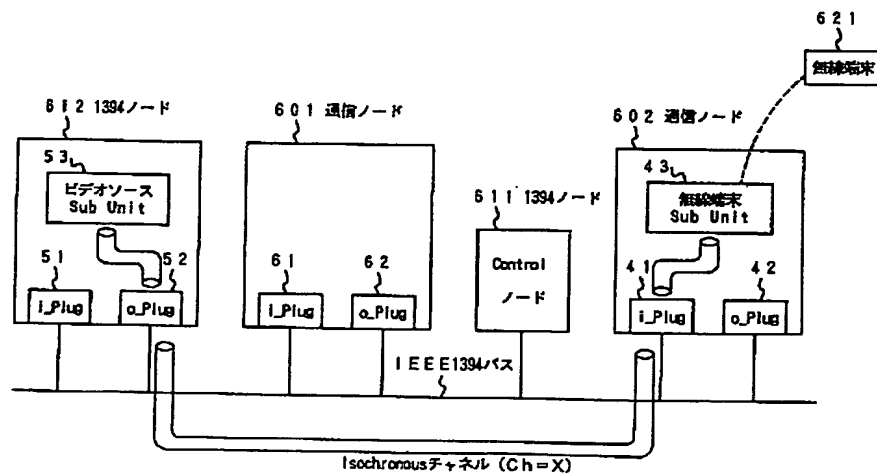 621
無線端末
612 1394ノード
601 通信ノード
602 通信ノード
53
ビデオソース
Sub Unit
43
無線端末
Sub Unit
611 1394ノード
51
52
61
62
Control
ノード
41
42
i_Plug
o_Plug
i_Plug
o_Plug
i_Plug
o_Plug
IEEE1394バス
Isochronousチャネル (Ch=X)